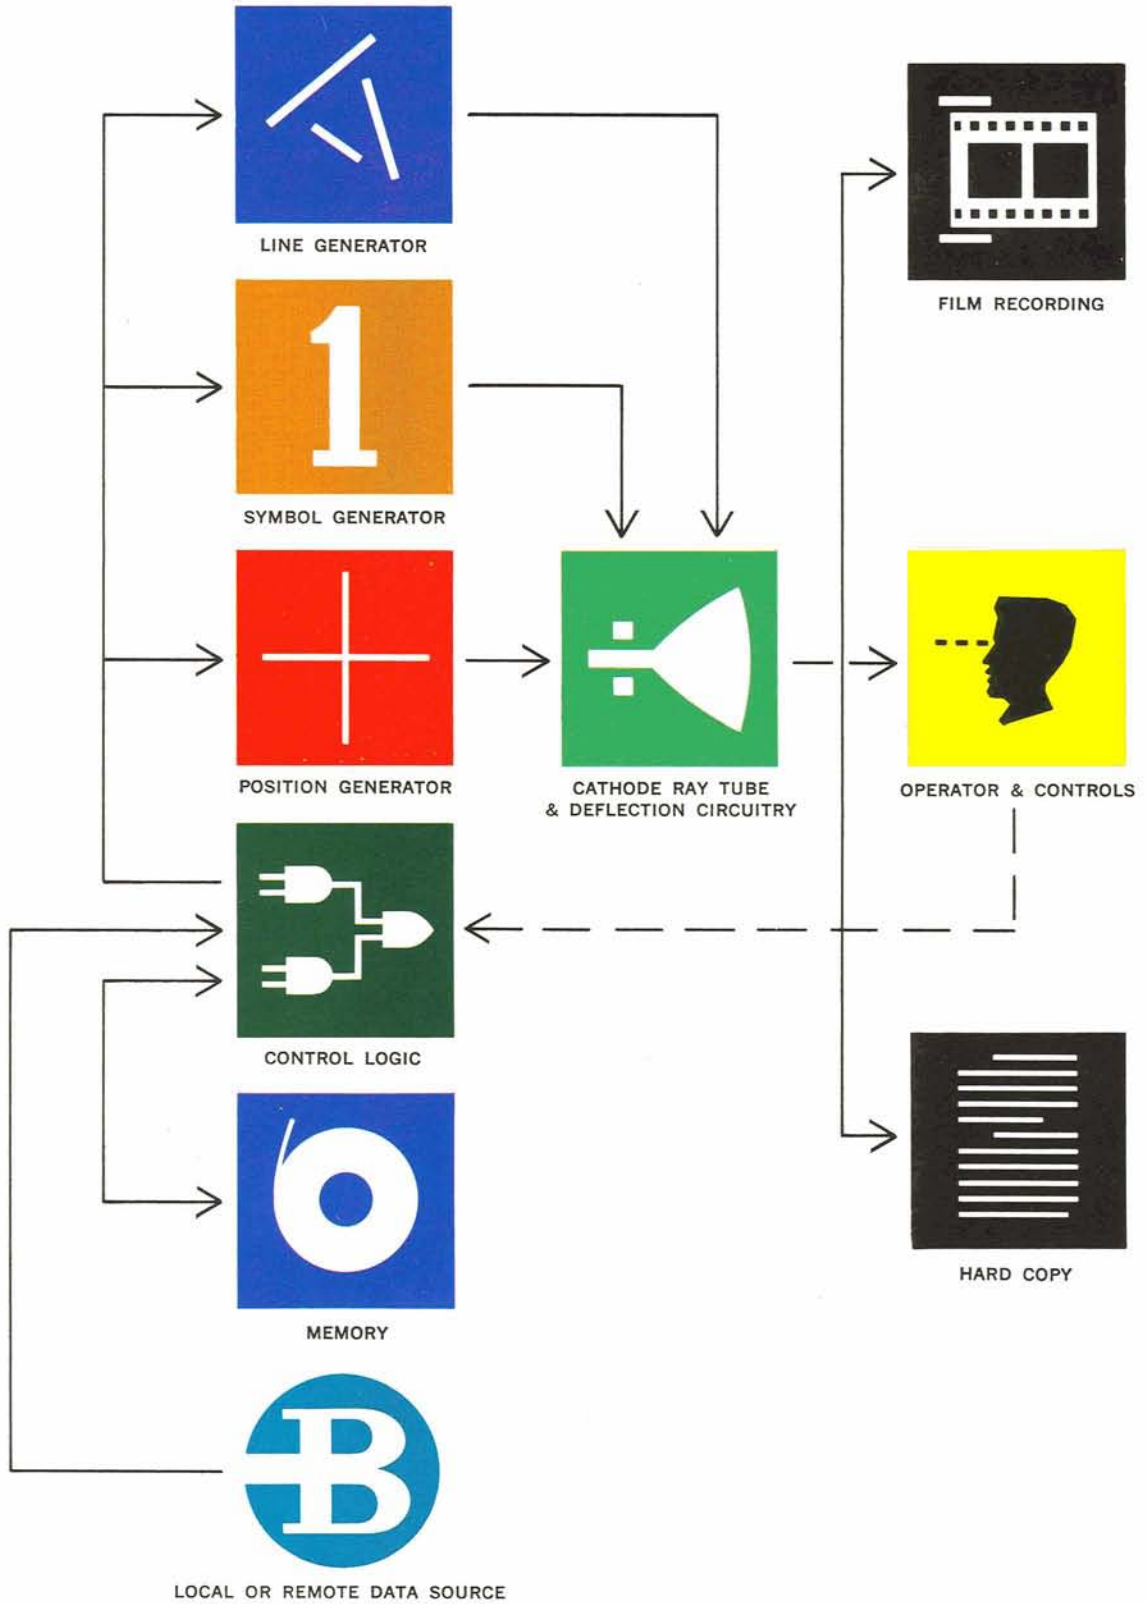 LINE GENERATOR
FILM RECORDING
1
SYMBOL GENERATOR
POSITION GENERATOR
CATHODE RAY TUBE
& DEFLECTION CIRCUITRY
OPERATOR & CONTROLS
CONTROL LOGIC
HARD COPY
MEMORY
B
LOCAL OR REMOTE DATA SOURCE